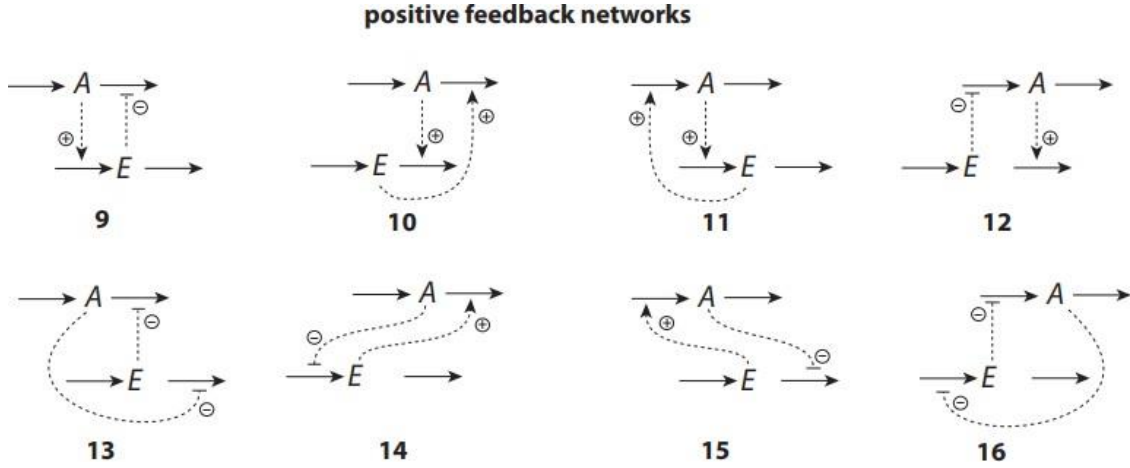 positive feedback networks
A ⊖ ⊕ E
9
A ⊕ ⊕ E
10
A ⊕ ⊕ E
11
A ⊖ ⊕ E
12
A ⊖ E ⊖
13
A ⊖ ⊕ E
14
A ⊕ ⊖ E
15
A ⊖ E ⊖
16